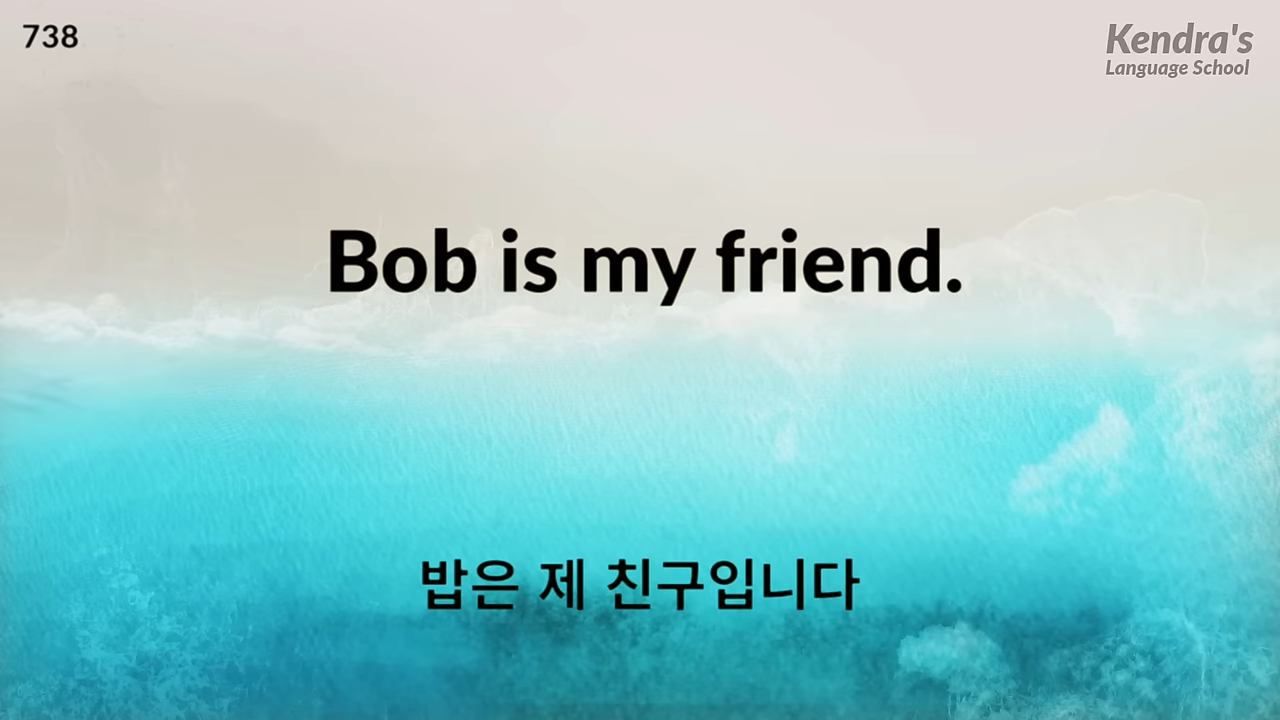 738
Kendra's
Language School
Bob is my friend.
밥은 제 친구입니다